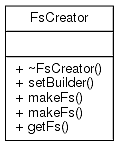 FsCreator
+ ~FsCreator()
+ setBuilder()
+ makeFs()
+ makeFs()
+ getFs()